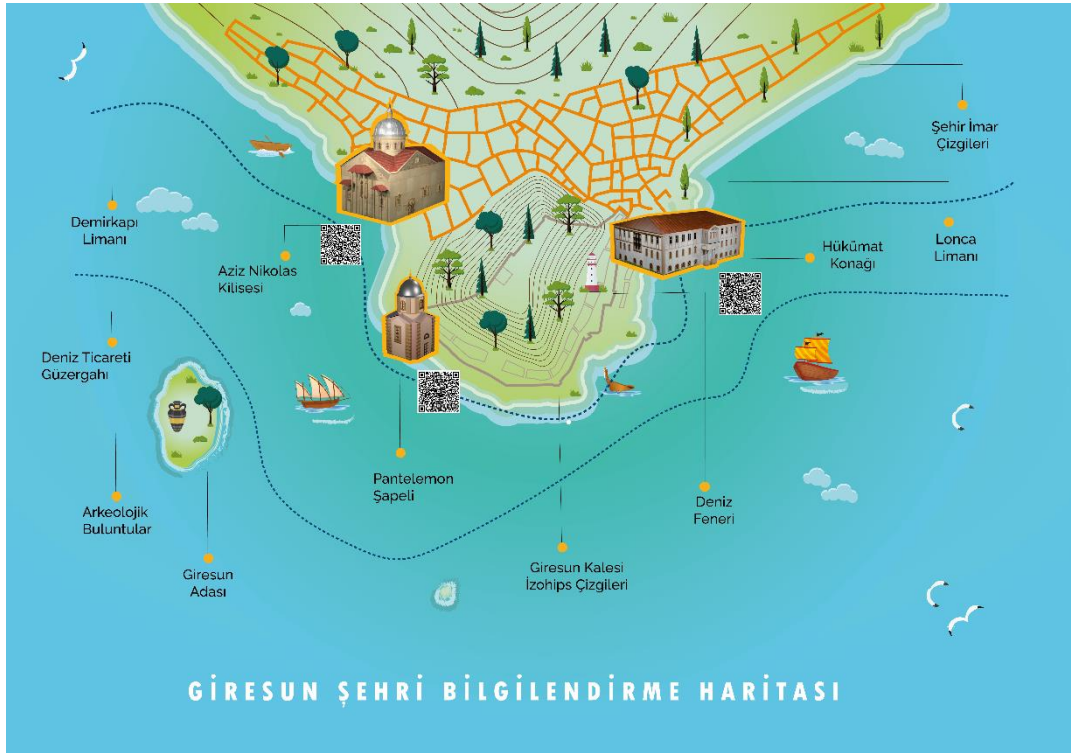 Şehir İmar
Çizgileri
Demirkapı
Limanı
Aziz Nikolas
Kilisesi
Hükümat
Konağı
Lonca
Limanı
Deniz Ticareti
Güzergahı
Pantelemon
Şapeli
Deniz
Feneri
Arkeolojik
Buluntular
Giresun
Adası
Giresun Kalesi
İzohips Çizgileri
GİRESUN ŞEHRİ BİLGİLENDİRME HARİTASI